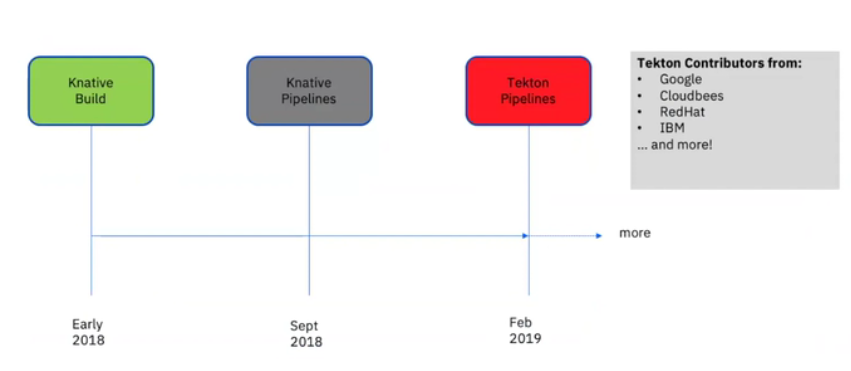 Knative
Build
Knative
Pipelines
Tekton
Pipelines
Tekton Contributors from:
• Google
• Cloudbees
• RedHat
• IBM
... and more!
more
Early
2018
Sept
2018
Feb
2019